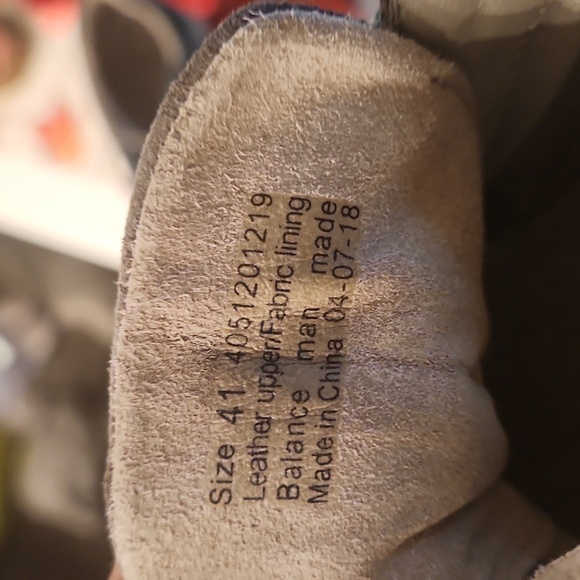 Size 41 4051201219
Leather upper/Fabric lining
Balance man made
Made in China 04-07-18